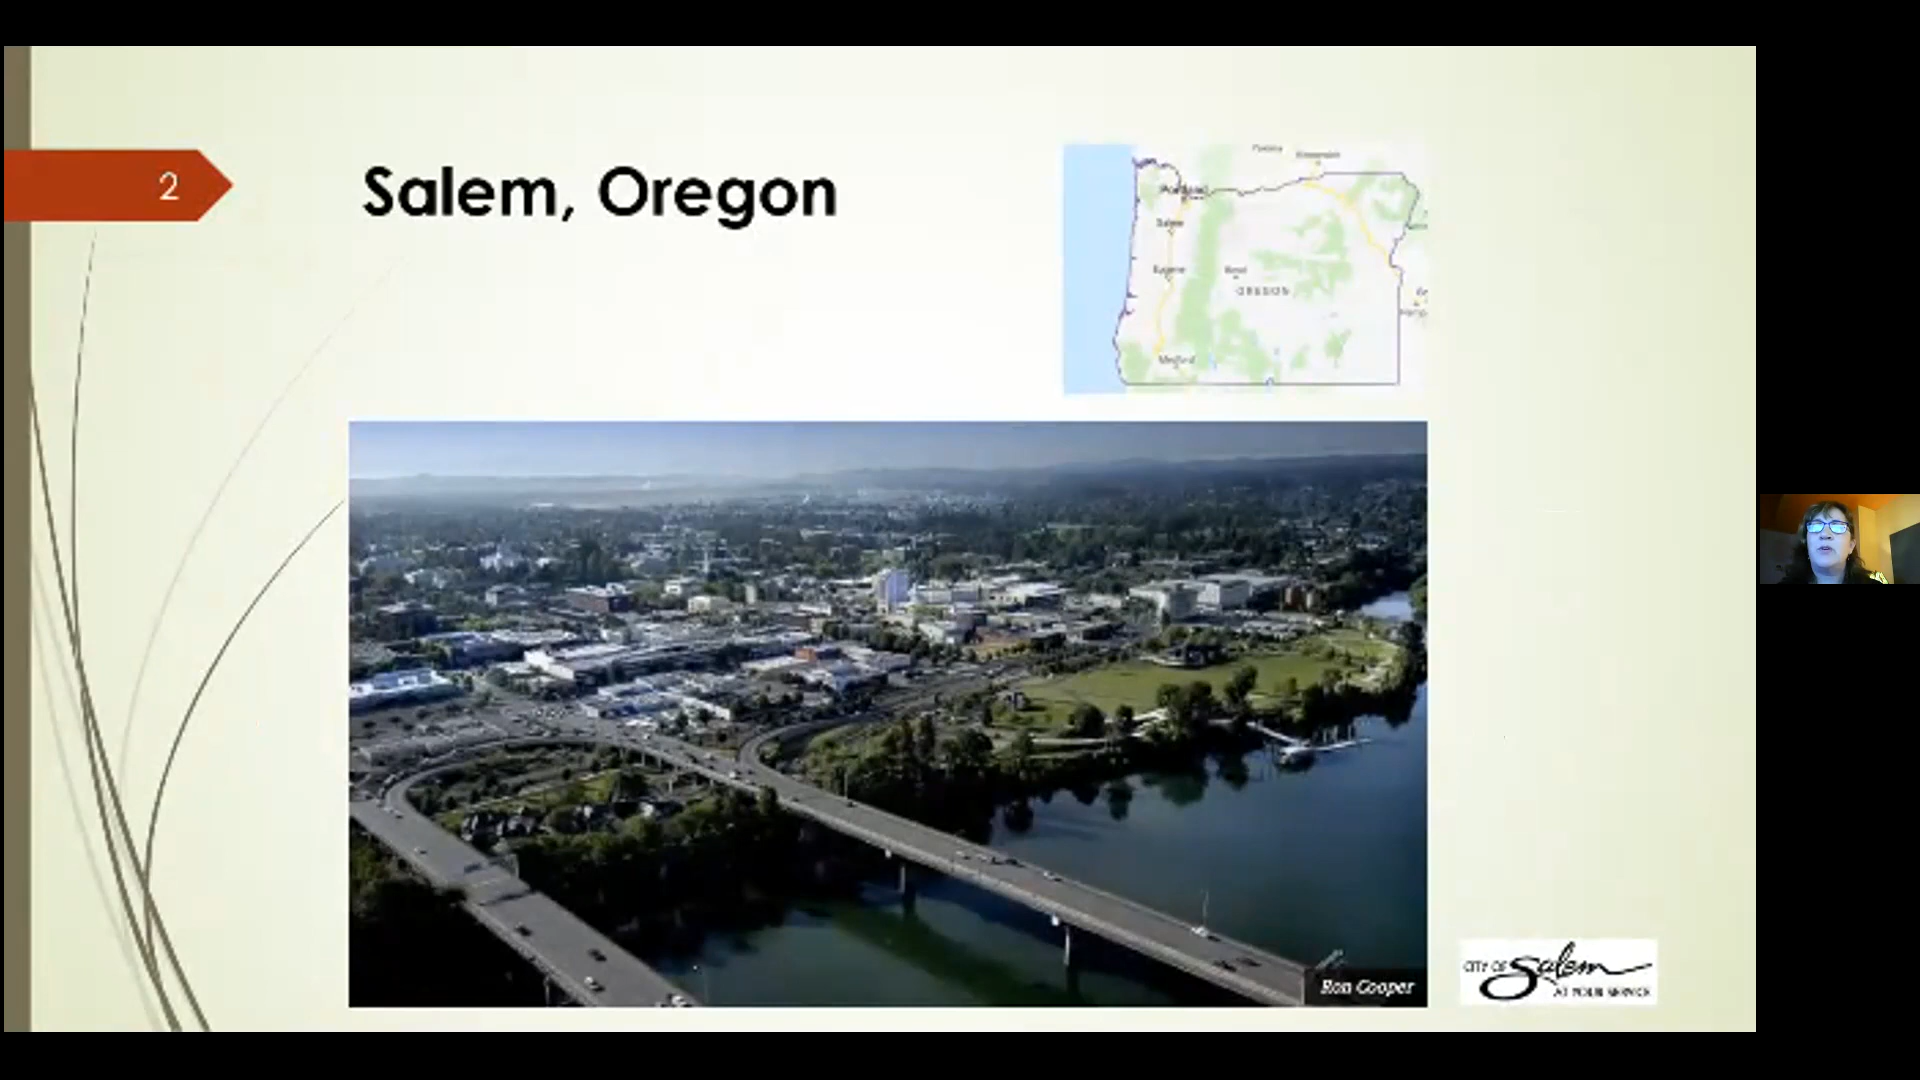 2
Salem, Oregon
Portland
Salem
Eugene
Bend
OREGON
Medford
Ron Cooper
CITY OF Salem
AT YOUR SERVICE